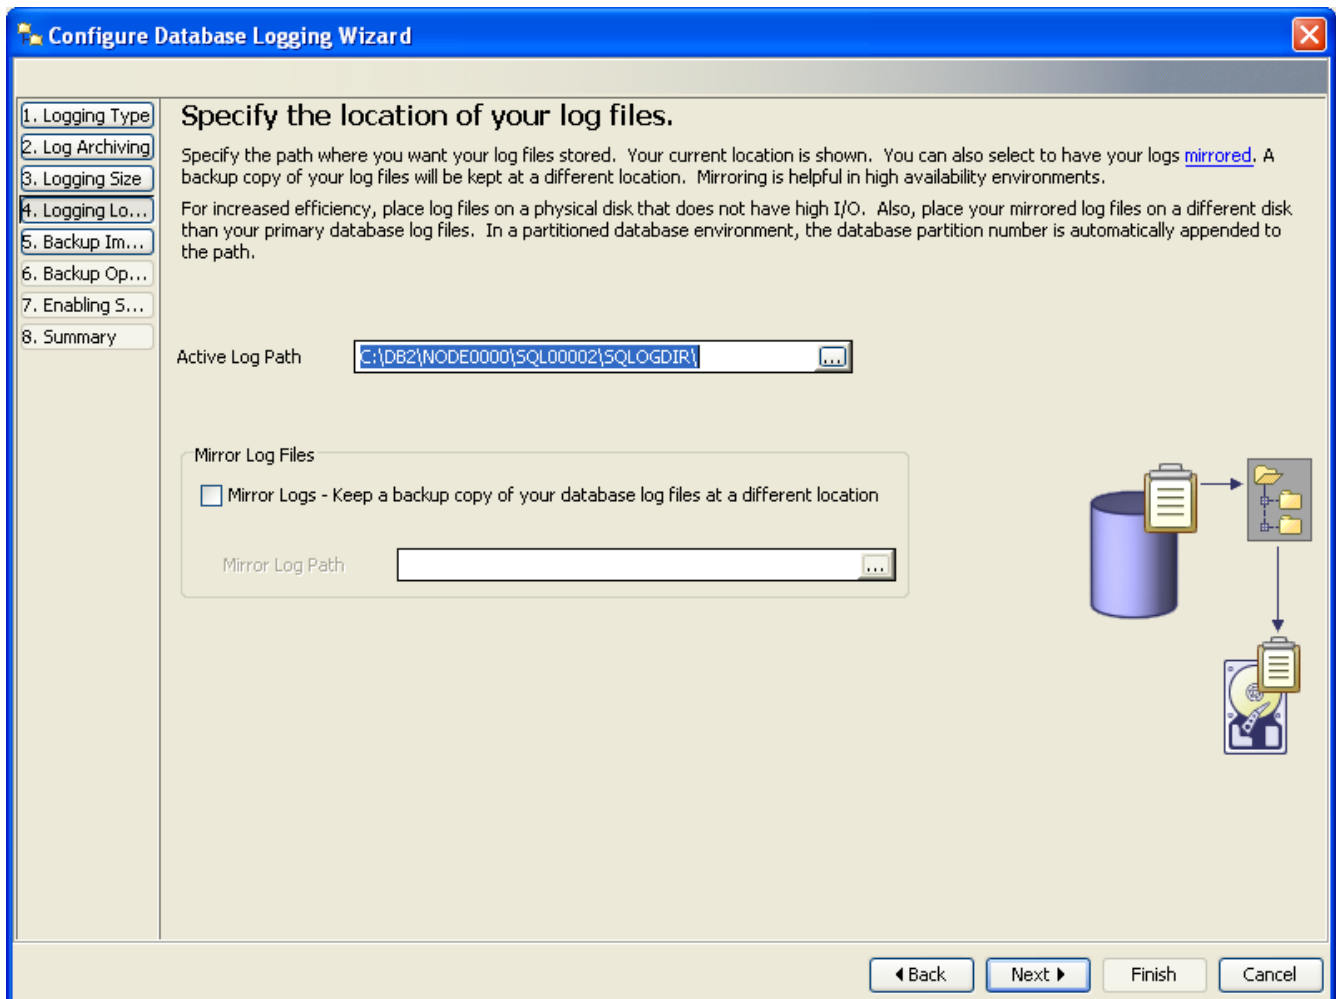 Configure Database Logging Wizard
1. Logging Type
2. Log Archiving
3. Logging Size
4. Logging Lo...
5. Backup Im...
6. Backup Op...
7. Enabling S...
8. Summary
Specify the location of your log files.
Specify the path where you want your log files stored. Your current location is shown. You can also select to have your logs mirrored. A
backup copy of your log files will be kept at a different location. Mirroring is helpful in high availability environments.
For increased efficiency, place log files on a physical disk that does not have high I/O. Also, place your mirrored log files on a different disk
than your primary database log files. In a partitioned database environment, the database partition number is automatically appended to
the path.
Active Log Path C:\DB2\NODE0000\SQL00002\SQLOGDIR\ ...
Mirror Log Files
Mirror Logs - Keep a backup copy of your database log files at a different location
Mirror Log Path ...
Back Next Finish Cancel